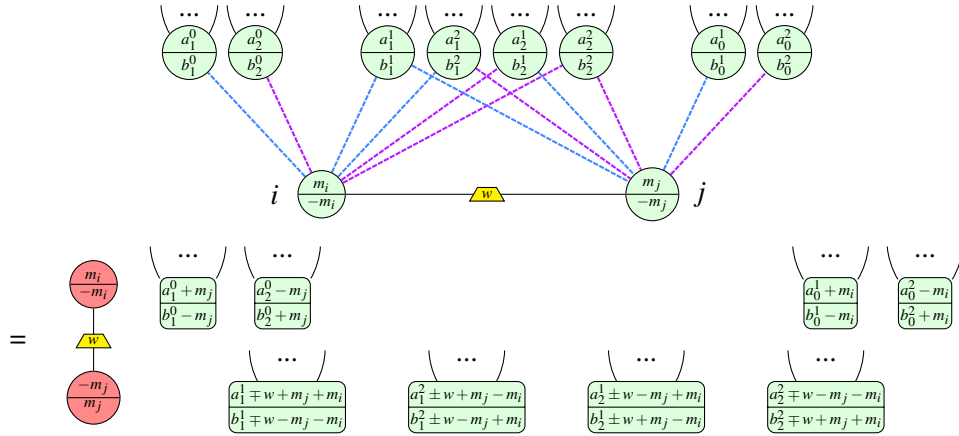 ... ... ... ... ... ... ... ...
a_1^0 a_2^0 a_1^1 a_1^2 a_2^1 a_2^2 a_0^1 a_0^2
b_1^0 b_2^0 b_1^1 b_1^2 b_2^1 b_2^2 b_0^1 b_0^2
i m_i w m_j j
-m_i -m_j
... ... ... ...
m_i a_1^0 + m_j a_2^0 - m_j a_0^1 + m_i a_0^2 - m_i
-m_i b_1^0 - m_j b_2^0 + m_j b_0^1 - m_i b_0^2 + m_i
= w
... ... ... ...
-m_j a_1^1 ∓ w + m_j + m_i a_1^2 ± w + m_j - m_i a_2^1 ± w - m_j + m_i a_2^2 ∓ w - m_j - m_i
m_j b_1^1 ∓ w - m_j - m_i b_1^2 ± w - m_j + m_i b_2^1 ± w + m_j - m_i b_2^2 ∓ w + m_j + m_i